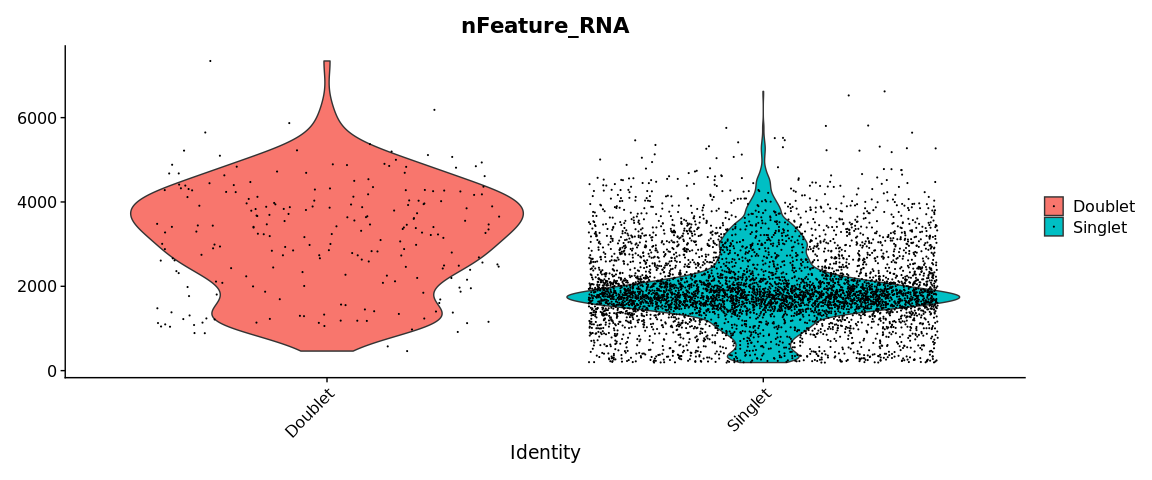 nFeature_RNA
6000
4000
2000
0
Doublet
Singlet
Identity
Doublet
Singlet